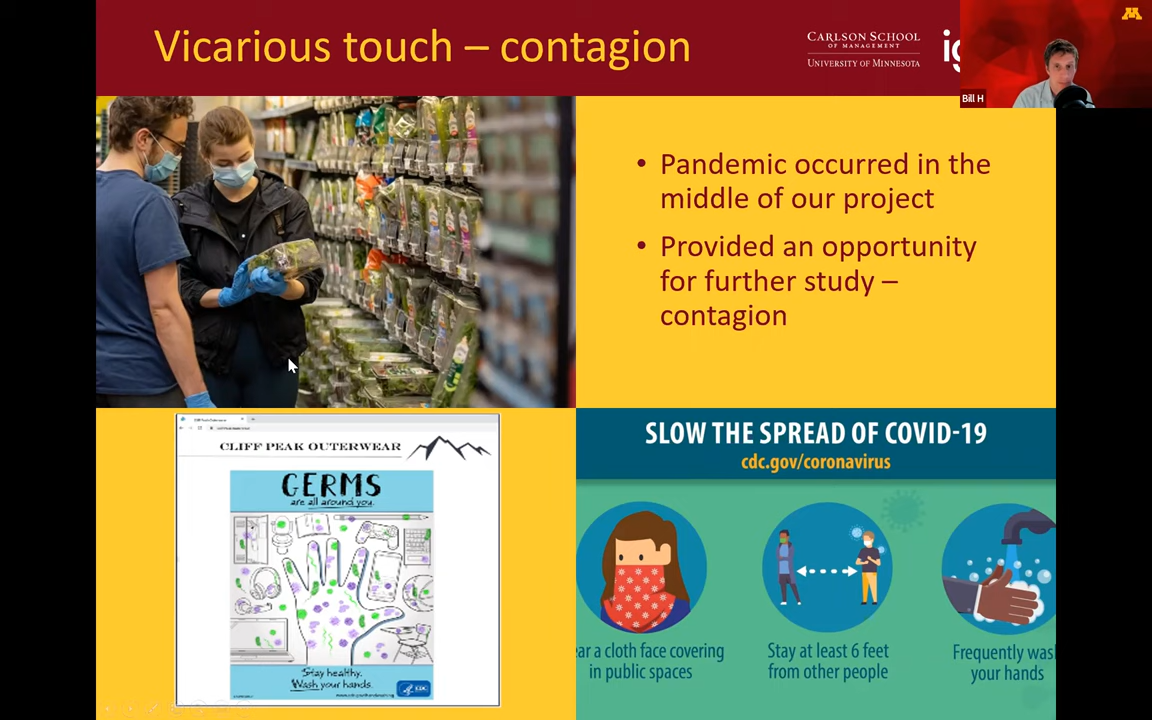 Vicarious touch – contagion
CARLSON SCHOOL
OF MANAGEMENT
UNIVERSITY OF MINNESOTA
Bill H
• Pandemic occurred in the
middle of our project
• Provided an opportunity
for further study –
contagion
CLIFF PEAK OUTERWEAR
GERMS
are all around you.
Stay healthy.
Wash your hands.
CDC
SLOW THE SPREAD OF COVID-19
cdc.gov/coronavirus
ar a cloth face covering
in public spaces
Stay at least 6 feet
from other people
Frequently was
your hands